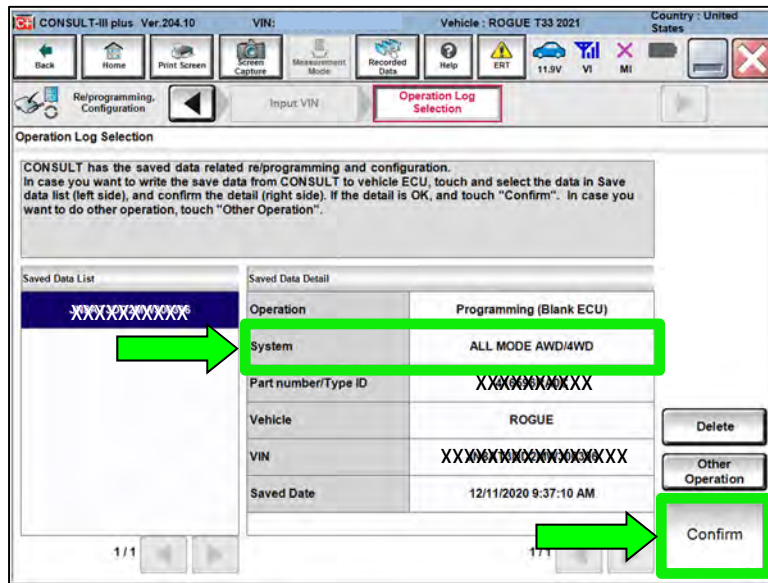 CONSULT-III plus Ver.204.10 VIN: Vehicle : ROGUE T33 2021 Country : United States
Back Home Print Screen Screen Capture Measurement Mode Recorded Data Help ERT 11.9V VI MI
Re/programming, Configuration Input VIN Operation Log Selection
Operation Log Selection
CONSULT has the saved data related re/programming and configuration.
In case you want to write the save data from CONSULT to vehicle ECU, touch and select the data in Save
data list (left side), and confirm the detail (right side). If the detail is OK, and touch "Confirm". In case you
want to do other operation, touch "Other Operation".
Saved Data List Saved Data Detail
XXXXXXXXXX Operation Programming (Blank ECU)
System ALL MODE AWD/4WD
Part number/Type ID
Vehicle ROGUE
Delete
VIN
Other Operation
Saved Date 12/11/2020 9:37:10 AM
Confirm
1/1 1/1